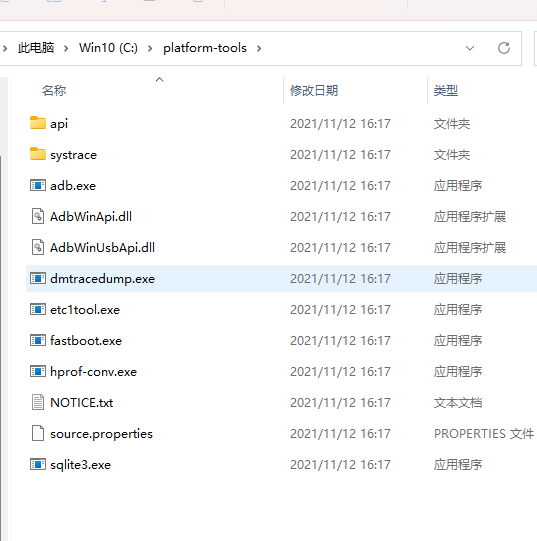 此电脑 > Win10 (C:) > platform-tools >
名称 修改日期 类型
api 2021/11/12 16:17 文件夹
systrace 2021/11/12 16:17 文件夹
adb.exe 2021/11/12 16:17 应用程序
AdbWinApi.dll 2021/11/12 16:17 应用程序扩展
AdbWinUsbApi.dll 2021/11/12 16:17 应用程序扩展
dmtracedump.exe 2021/11/12 16:17 应用程序
etc1tool.exe 2021/11/12 16:17 应用程序
fastboot.exe 2021/11/12 16:17 应用程序
hprof-conv.exe 2021/11/12 16:17 应用程序
NOTICE.txt 2021/11/12 16:17 文本文档
source.properties 2021/11/12 16:17 PROPERTIES 文件
sqlite3.exe 2021/11/12 16:17 应用程序